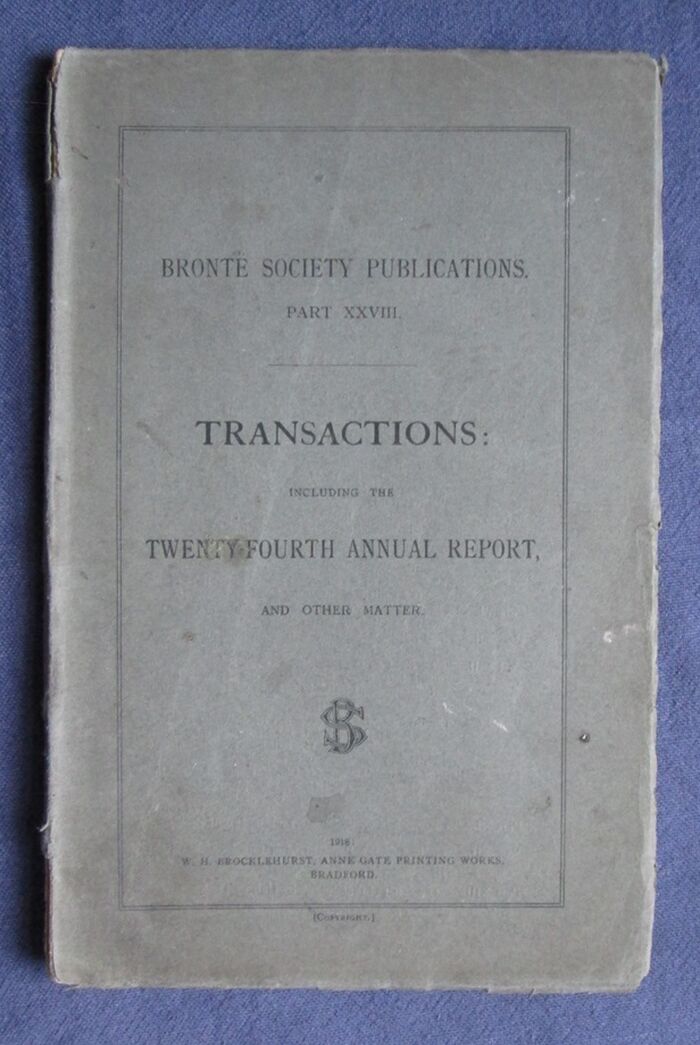 BRONTË SOCIETY PUBLICATIONS.
PART XXVIII.
TRANSACTIONS:
INCLUDING THE
TWENTY-FOURTH ANNUAL REPORT,
AND OTHER MATTER.
BS
1918:
W. H. BROCKLEHURST, ANNE GATE PRINTING WORKS,
BRADFORD.
[COPYRIGHT.]